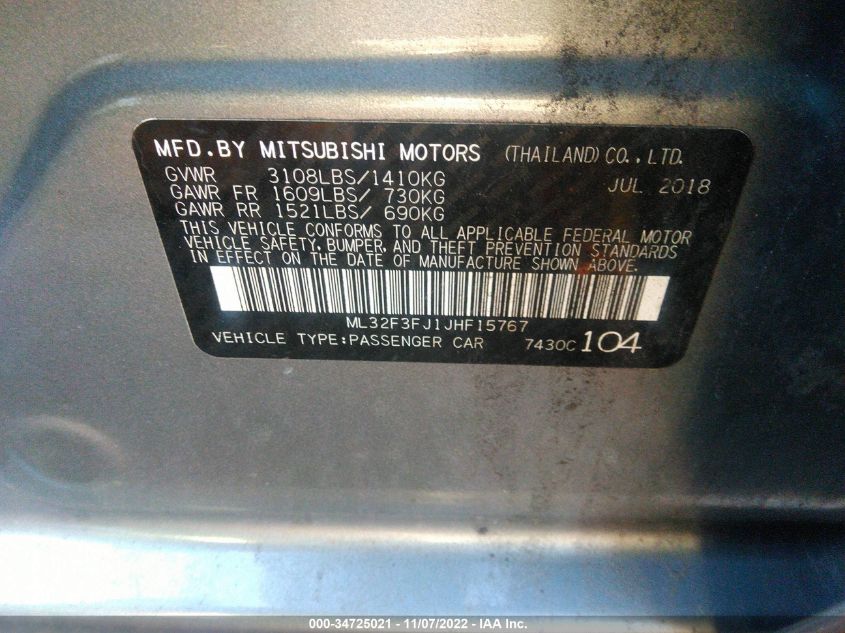 MFD.BY MITSUBISHI MOTORS (THAILAND) CO., LTD.
GVWR 3108LBS/1410KG JUL 2018
GAWR FR 1609LBS/ 730KG
GAWR RR 1521LBS/ 690KG
THIS VEHICLE CONFORMS TO ALL APPLICABLE FEDERAL MOTOR
VEHICLE SAFETY, BUMPER, AND THEFT PREVENTION STANDARDS
IN EFFECT ON THE DATE OF MANUFACTURE SHOWN ABOVE.
ML32F3FJ1JHF15767
VEHICLE TYPE:PASSENGER CAR 7430C 104
000-34725021 - 11/07/2022 - IAA Inc.